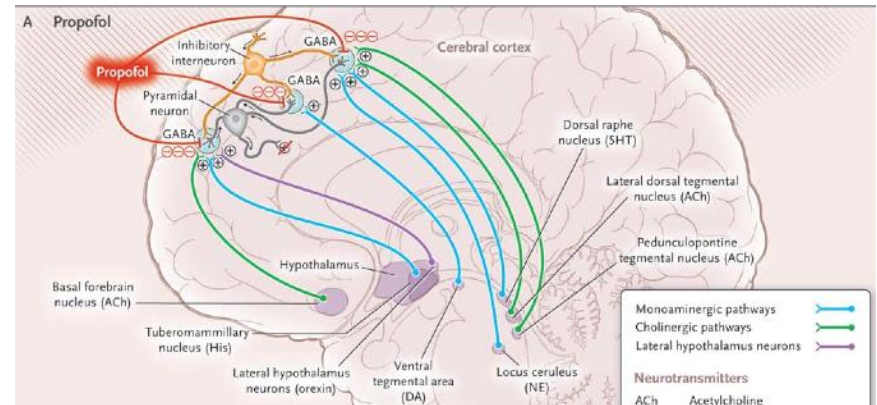 A Propofol
Inhibitory
interneuron
GABA
Cerebral cortex
Propofol
GABA
Pyramidal
neuron
GABA
Dorsal raphe
nucleus (5HT)
Lateral dorsal tegmental
nucleus (ACh)
Pedunculopontine
tegmental nucleus (ACh)
Hypothalamus
Basal forebrain
nucleus (ACh)
Tuberomammillary
nucleus (His)
Lateral hypothalamus
neurons (orexin)
Ventral
tegmental area
(DA)
Locus ceruleus
(NE)
Monoaminergic pathways
Cholinergic pathways
Lateral hypothalamus neurons
Neurotransmitters
ACh Acetylcholine